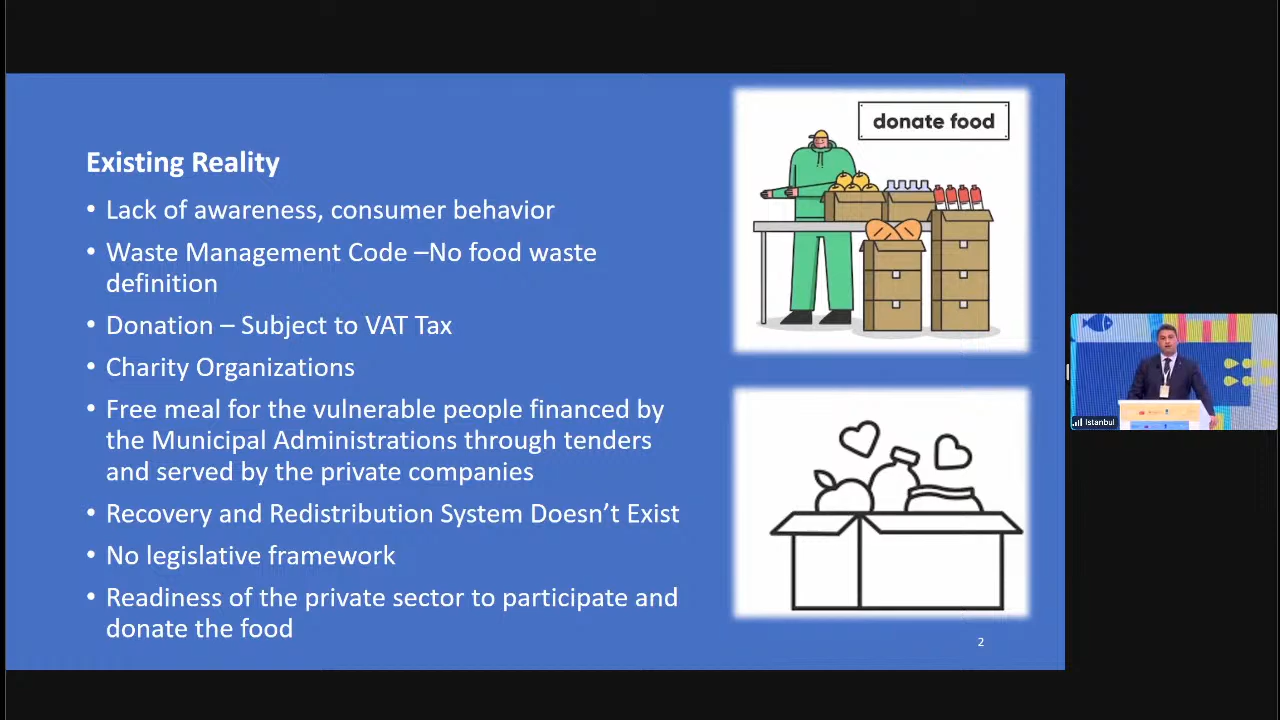 donate food
Existing Reality
• Lack of awareness, consumer behavior
• Waste Management Code –No food waste
definition
• Donation – Subject to VAT Tax
• Charity Organizations
• Free meal for the vulnerable people financed by
the Municipal Administrations through tenders
and served by the private companies
• Recovery and Redistribution System Doesn’t Exist
• No legislative framework
• Readiness of the private sector to participate and
donate the food
2
Istanbul